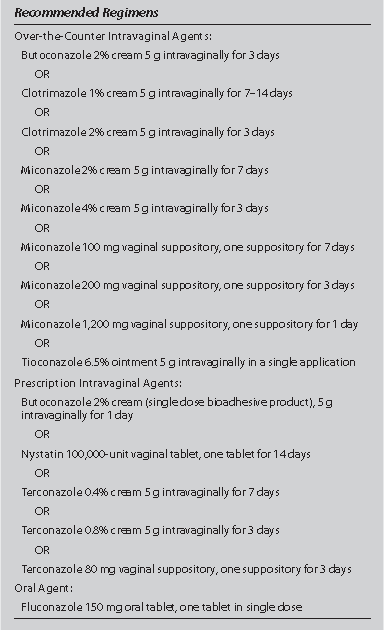 Recommended Regimens
Over-the-Counter Intravaginal Agents:
Butoconazole 2% cream 5 g intravaginally for 3 days
OR
Clotrimazole 1% cream 5 g intravaginally for 7–14 days
OR
Clotrimazole 2% cream 5 g intravaginally for 3 days
OR
Miconazole 2% cream 5 g intravaginally for 7 days
OR
Miconazole 4% cream 5 g intravaginally for 3 days
OR
Miconazole 100 mg vaginal suppository, one suppository for 7 days
OR
Miconazole 200 mg vaginal suppository, one suppository for 3 days
OR
Miconazole 1,200 mg vaginal suppository, one suppository for 1 day
OR
Tioconazole 6.5% ointment 5 g intravaginally in a single application
Prescription Intravaginal Agents:
Butoconazole 2% cream (single dose bioadhesive product), 5 g
intravaginally for 1 day
OR
Nystatin 100,000-unit vaginal tablet, one tablet for 14 days
OR
Terconazole 0.4% cream 5 g intravaginally for 7 days
OR
Terconazole 0.8% cream 5 g intravaginally for 3 days
OR
Terconazole 80 mg vaginal suppository, one suppository for 3 days
Oral Agent:
Fluconazole 150 mg oral tablet, one tablet in single dose